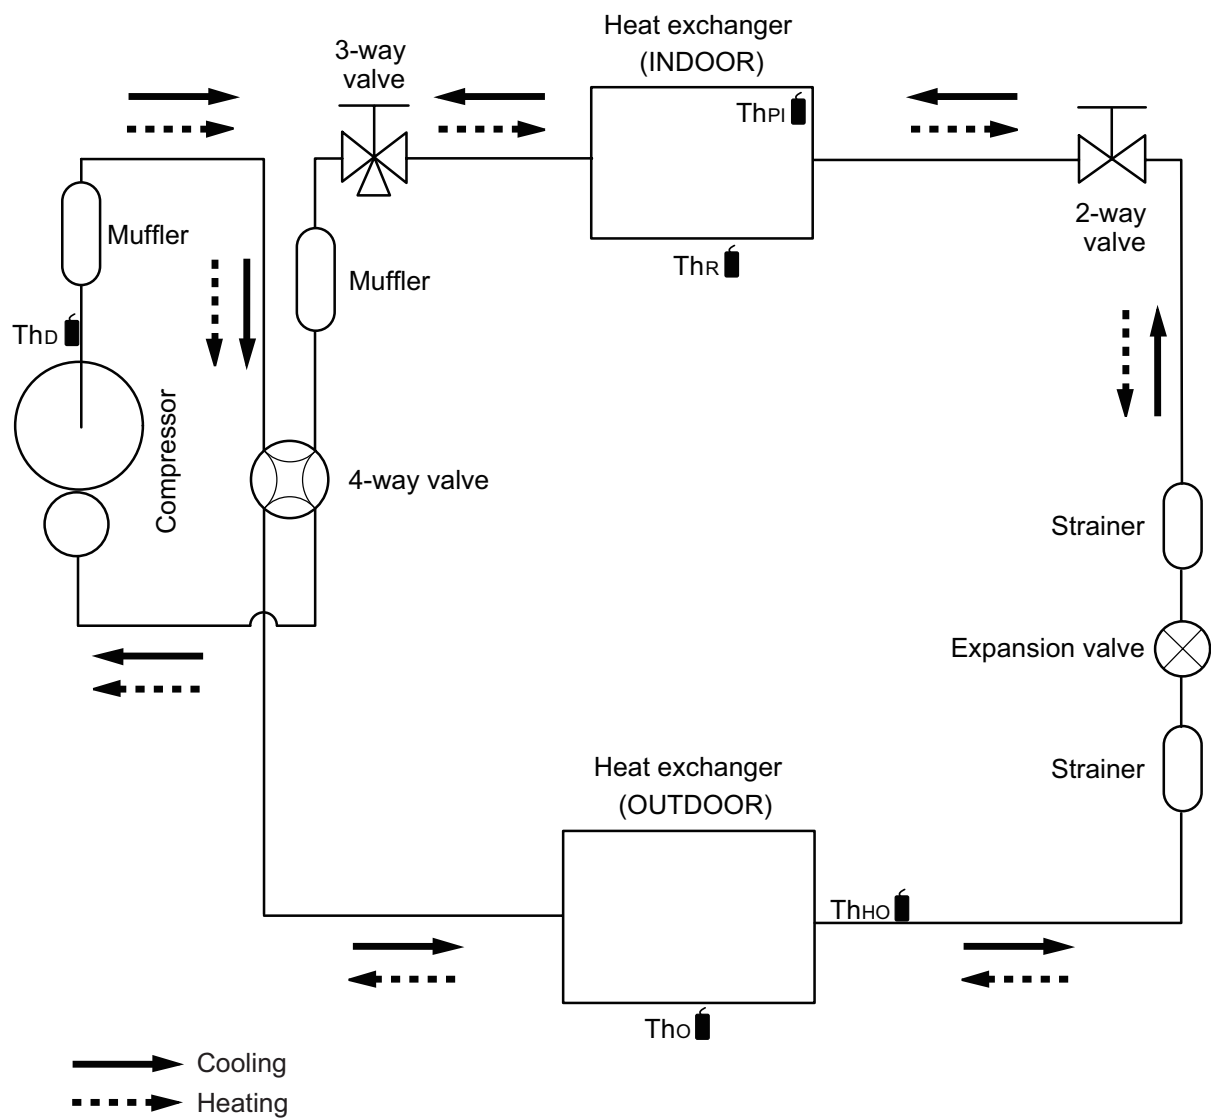 Heat exchanger
(INDOOR)
3-way
valve
ThPI
Muffler
2-way
valve
ThR
Muffler
ThD
Compressor
4-way valve
Strainer
Expansion valve
Heat exchanger
(OUTDOOR)
Strainer
ThHO
ThO
Cooling
Heating